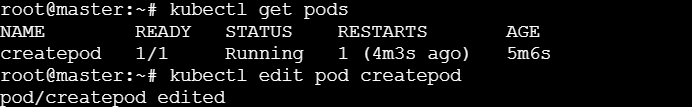 root@master:~# kubectl get pods
NAME        READY   STATUS    RESTARTS       AGE
createpod   1/1     Running   1 (4m3s ago)   5m6s
root@master:~# kubectl edit pod createpod
pod/createpod edited